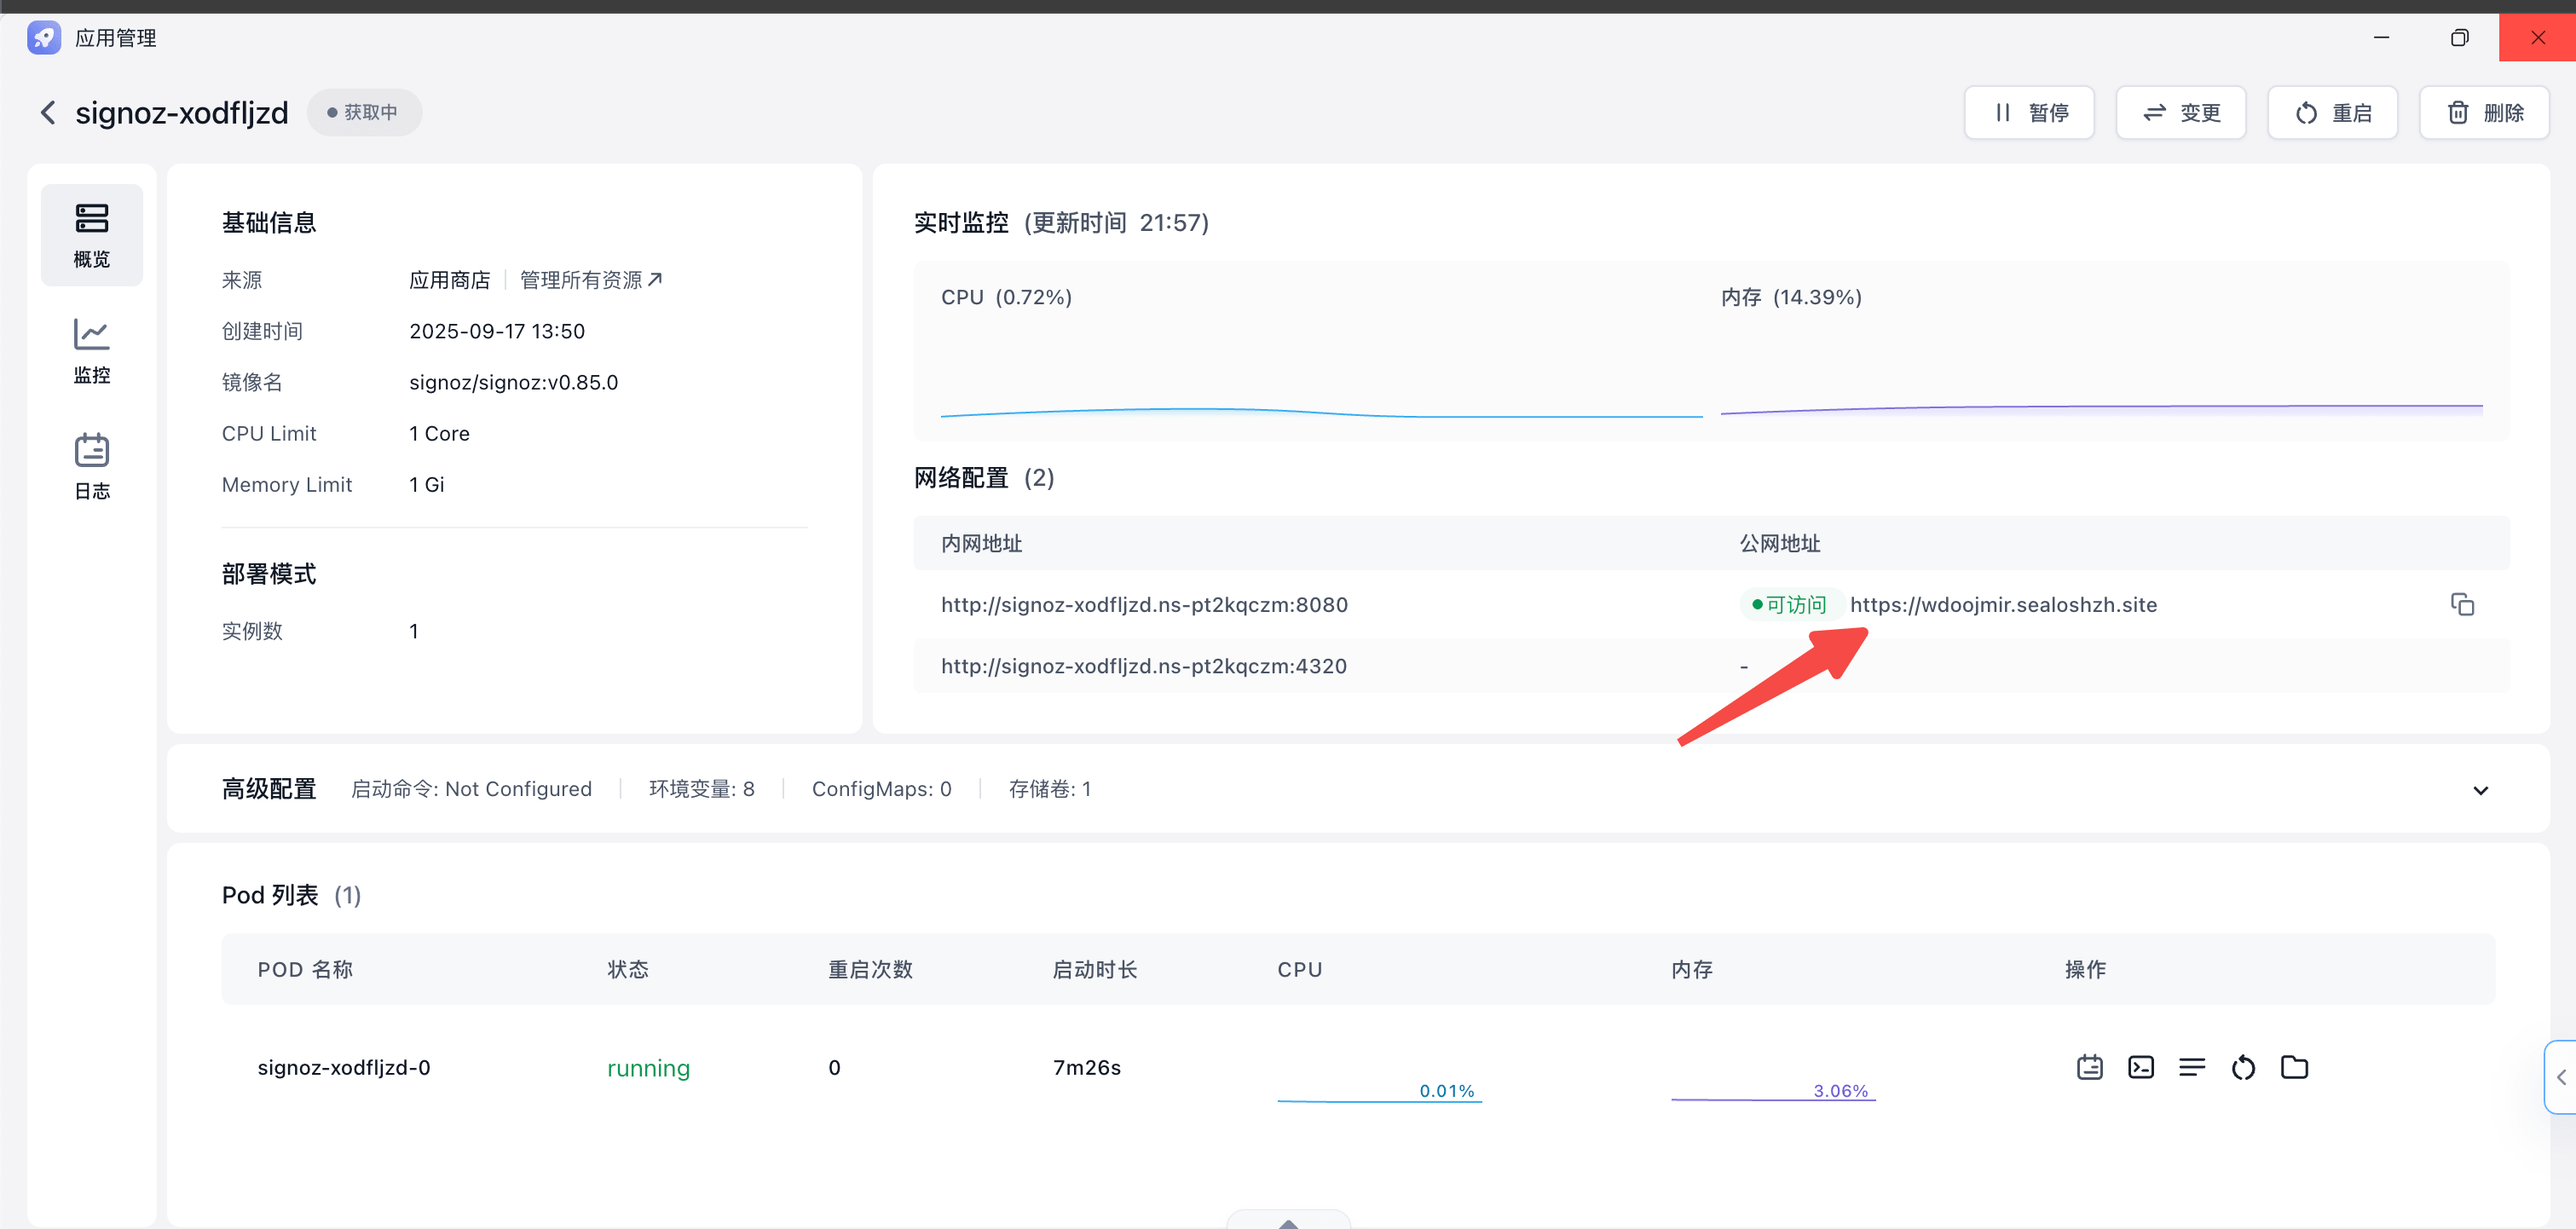 应用管理
signoz-xodfljzd 获取中 暂停 变更 重启 删除
概览
监控
日志
基础信息
来源 应用商店 管理所有资源
创建时间 2025-09-17 13:50
镜像名 signoz/signoz:v0.85.0
CPU Limit 1 Core
Memory Limit 1 Gi
部署模式
实例数 1
实时监控 (更新时间 21:57)
CPU (0.72%) 内存 (14.39%)
网络配置 (2)
内网地址 公网地址
http://signoz-xodfljzd.ns-pt2kqczm:8080 可访问 https://wdoojmir.sealoshzh.site
http://signoz-xodfljzd.ns-pt2kqczm:4320 -
高级配置 启动命令: Not Configured 环境变量: 8 ConfigMaps: 0 存储卷: 1
Pod 列表 (1)
POD 名称 状态 重启次数 启动时长 CPU 内存 操作
signoz-xodfljzd-0 running 0 7m26s 0.01% 3.06%